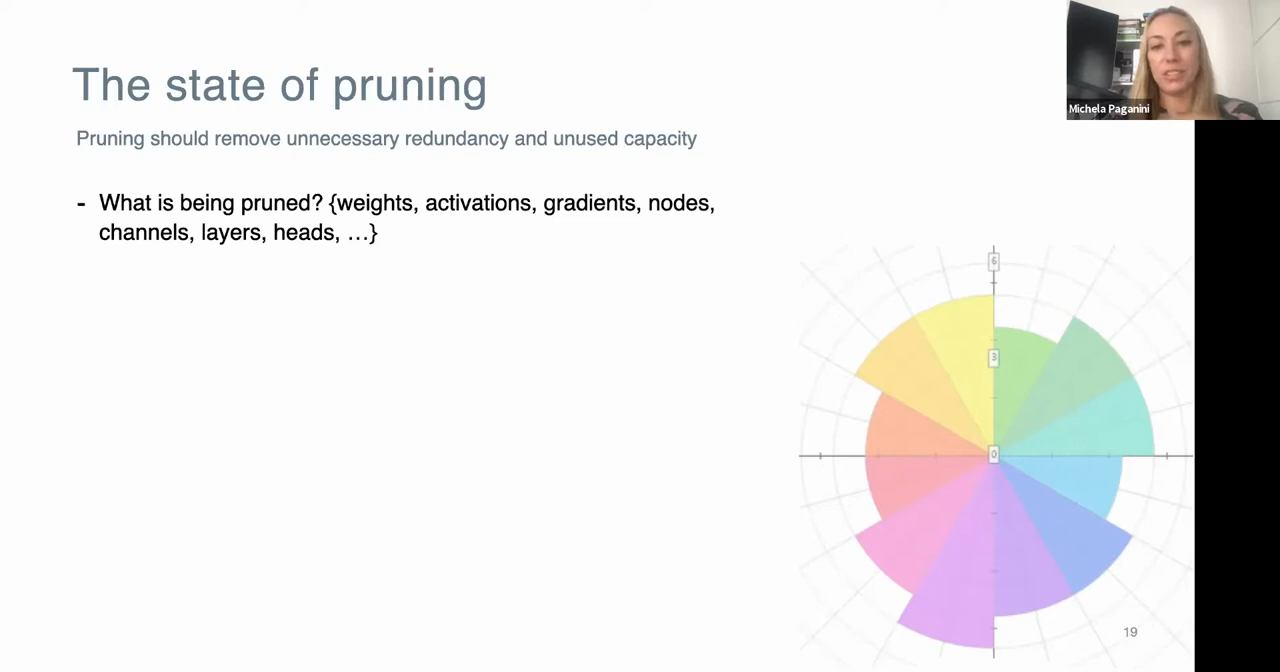 The state of pruning
Pruning should remove unnecessary redundancy and unused capacity
- What is being pruned? {weights, activations, gradients, nodes,
channels, layers, heads, …}
Michela Paganini
6
3
0
19